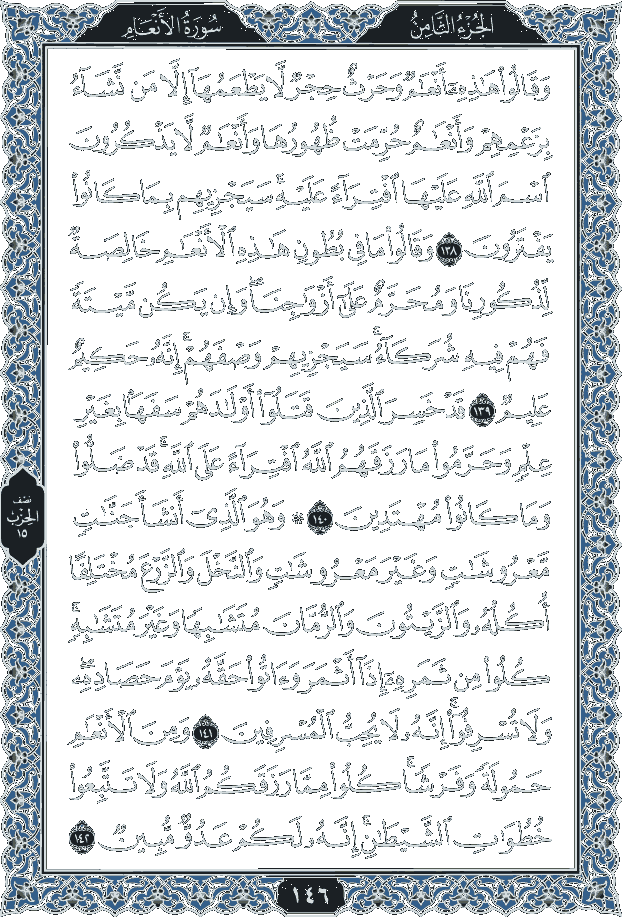 الجزء الثامن
سورة الأنعام
وَقَالُوا۟ هَـٰذِهِۦٓ أَنْعَـٰمٌ وَحَرْثٌ حِجْرٌ لَّا يَطْعَمُهَآ إِلَّا مَن نَّشَآءُ
بِزَعْمِهِمْ وَأَنْعَـٰمٌ حُرِّمَتْ ظُهُورُهَا وَأَنْعَـٰمٌ لَّا يَذْكُرُونَ
ٱسْمَ ٱللَّهِ عَلَيْهَا ٱفْتِرَآءً عَلَيْهِ ۚ سَيَجْزِيهِم بِمَا كَانُوا۟
يَفْتَرُونَ ١٣٨ وَقَالُوا۟ مَا فِى بُطُونِ هَـٰذِهِ ٱلْأَنْعَـٰمِ خَالِصَةٌ
لِّذُكُورِنَا وَمُحَرَّمٌ عَلَىٰٓ أَزْوَٰجِنَا ۖ وَإِن يَكُن مَّيْتَةً
فَهُمْ فِيهِ شُرَكَآءُ ۚ سَيَجْزِيهِمْ وَصْفَهُمْ ۚ إِنَّهُۥ حَكِيمٌ
عَلِيمٌ ١٣٩ قَدْ خَسِرَ ٱلَّذِينَ قَتَلُوٓا۟ أَوْلَـٰدَهُمْ سَفَهًۢا بِغَيْرِ
عِلْمٍ وَحَرَّمُوا۟ مَا رَزَقَهُمُ ٱللَّهُ ٱفْتِرَآءً عَلَى ٱللَّهِ ۚ قَدْ ضَلُّوا۟
وَمَا كَانُوا۟ مُهْتَدِينَ ١٤٠ ۞ وَهُوَ ٱلَّذِىٓ أَنشَأَ جَنَّـٰتٍ
مَّعْرُوشَـٰتٍ وَغَيْرَ مَعْرُوشَـٰتٍ وَٱلنَّخْلَ وَٱلزَّرْعَ مُخْتَلِفًا
أُكُلُهُۥ وَٱلزَّيْتُونَ وَٱلرُّمَّانَ مُتَشَـٰبِهًا وَغَيْرَ مُتَشَـٰبِهٍ ۚ
كُلُوا۟ مِن ثَمَرِهِۦٓ إِذَآ أَثْمَرَ وَءَاتُوا۟ حَقَّهُۥ يَوْمَ حَصَادِهِۦ ۖ
وَلَا تُسْرِفُوٓا۟ ۚ إِنَّهُۥ لَا يُحِبُّ ٱلْمُسْرِفِينَ ١٤١ وَمِنَ ٱلْأَنْعَـٰمِ
حَمُولَةً وَفَرْشًا ۚ كُلُوا۟ مِمَّا رَزَقَكُمُ ٱللَّهُ وَلَا تَتَّبِعُوا۟
خُطُوَٰتِ ٱلشَّيْطَـٰنِ ۚ إِنَّهُۥ لَكُمْ عَدُوٌّ مُّبِينٌ ١٤٢
نصف
الحزب
١٥
١٤٦